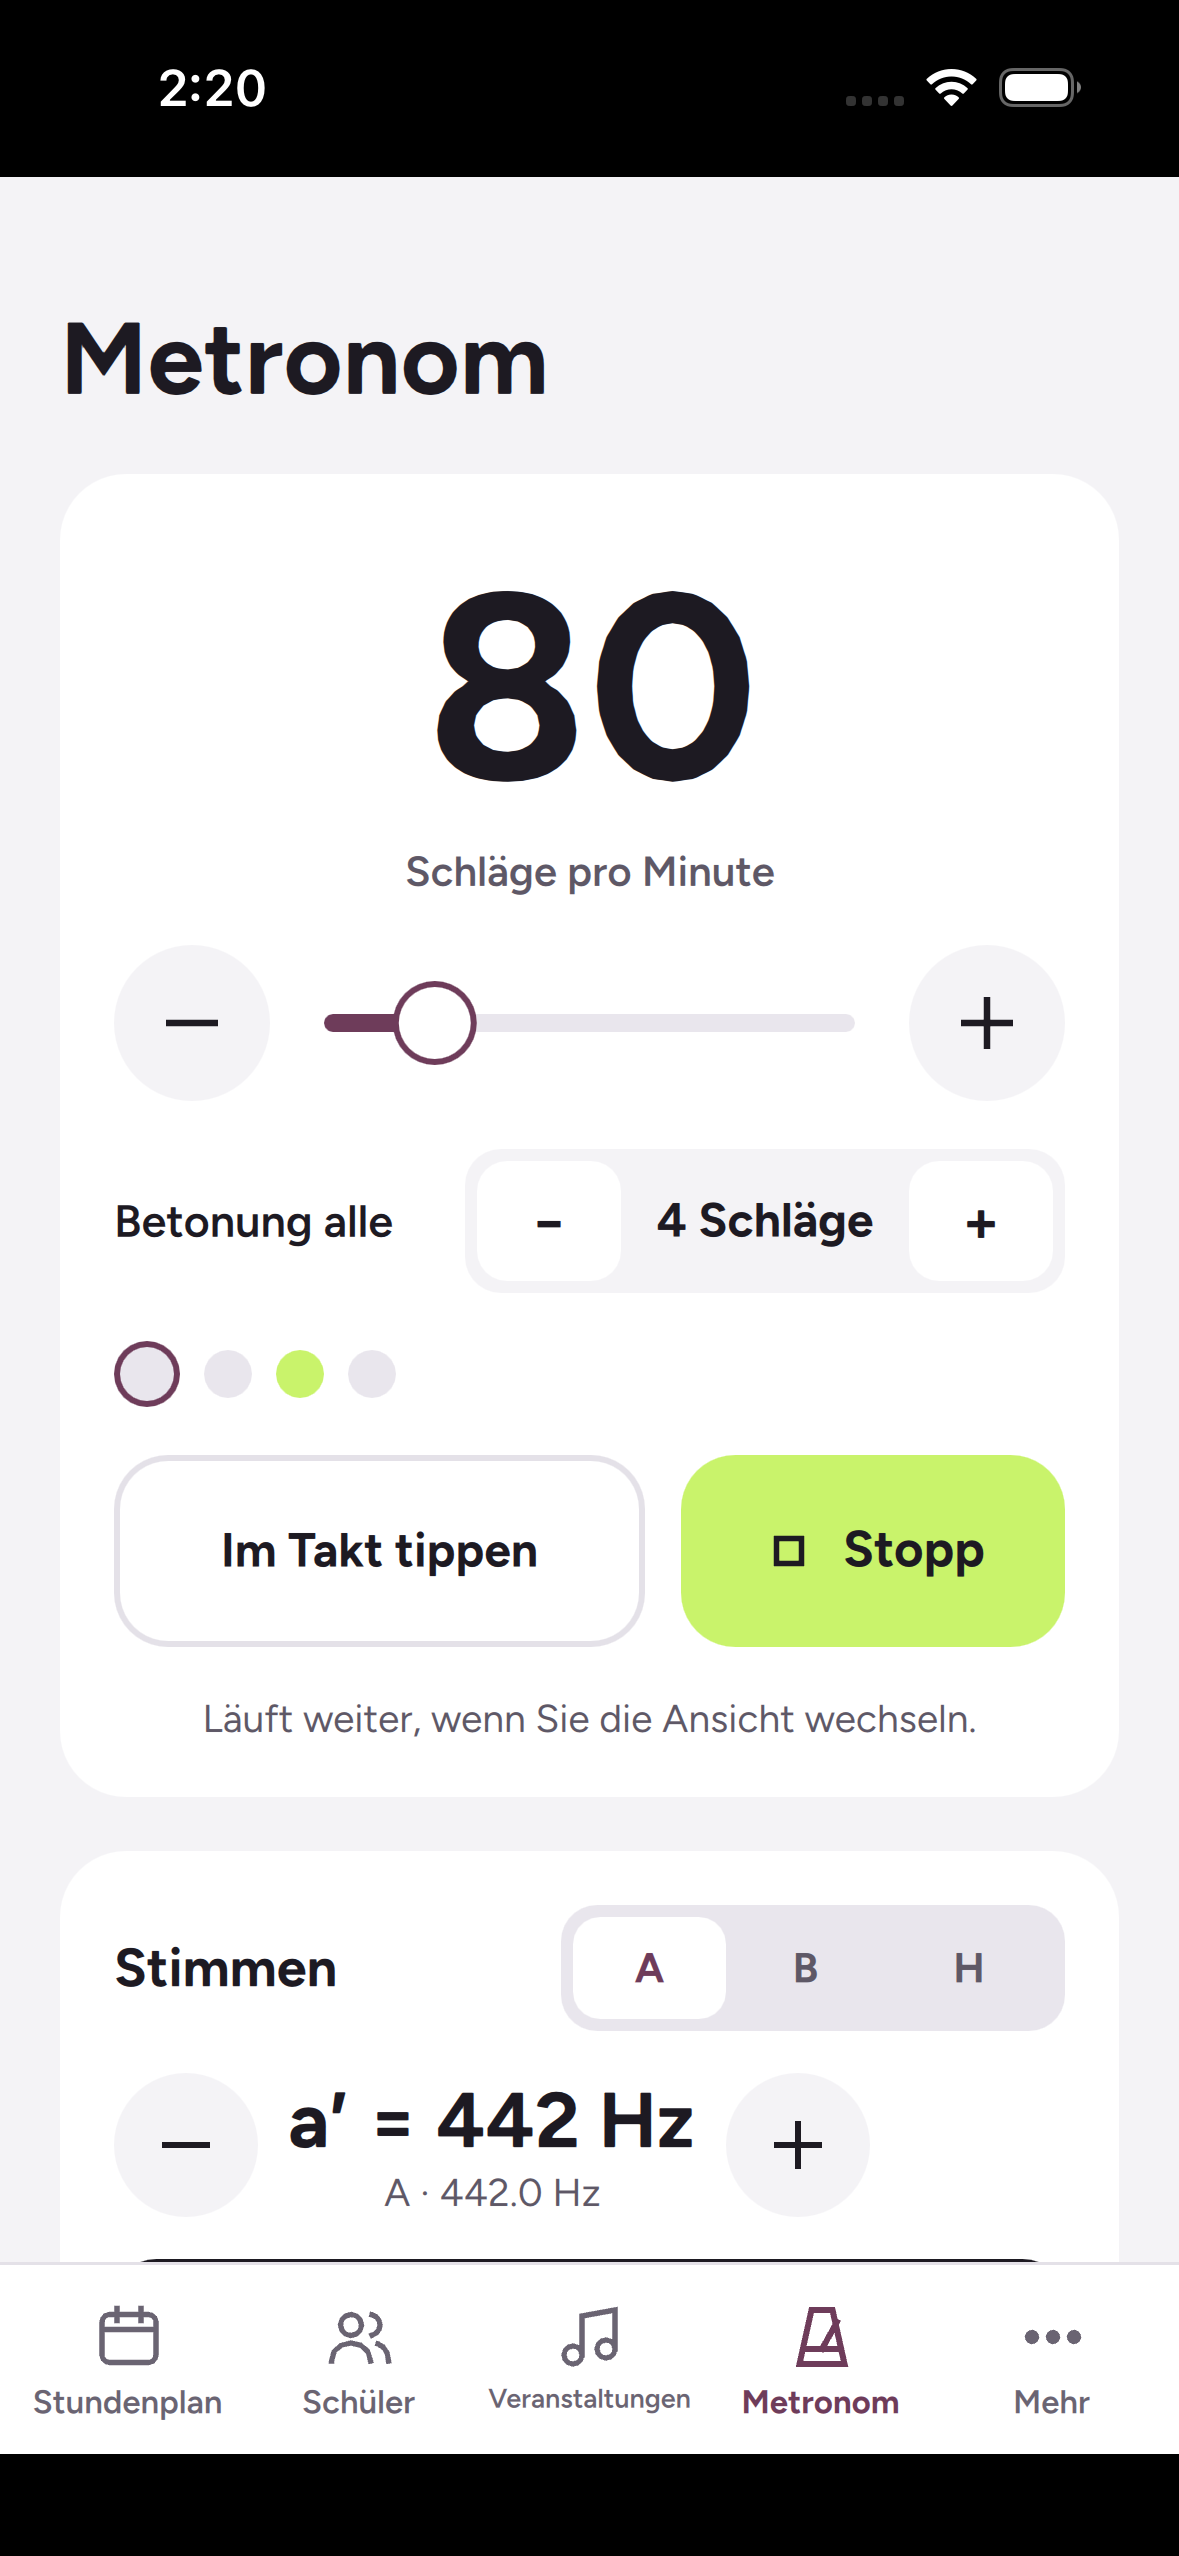 2:20
Metronom
80
Schläge pro Minute
Betonung alle
- 4 Schläge +
Im Takt tippen
Stopp
Läuft weiter, wenn Sie die Ansicht wechseln.
Stimmen
A B H
a′ = 442 Hz
A · 442.0 Hz
Stundenplan
Schüler
Veranstaltungen
Metronom
Mehr